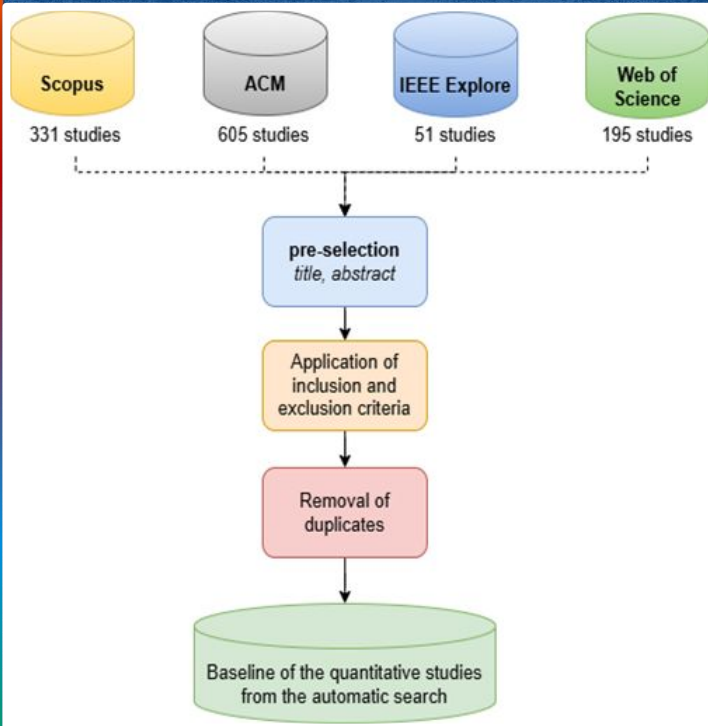 Scopus
ACM
IEEE Explore
Web of
Science
331 studies
605 studies
51 studies
195 studies
pre-selection
title, abstract
Application of
inclusion and
exclusion criteria
Removal of
duplicates
Baseline of the quantitative studies
from the automatic search